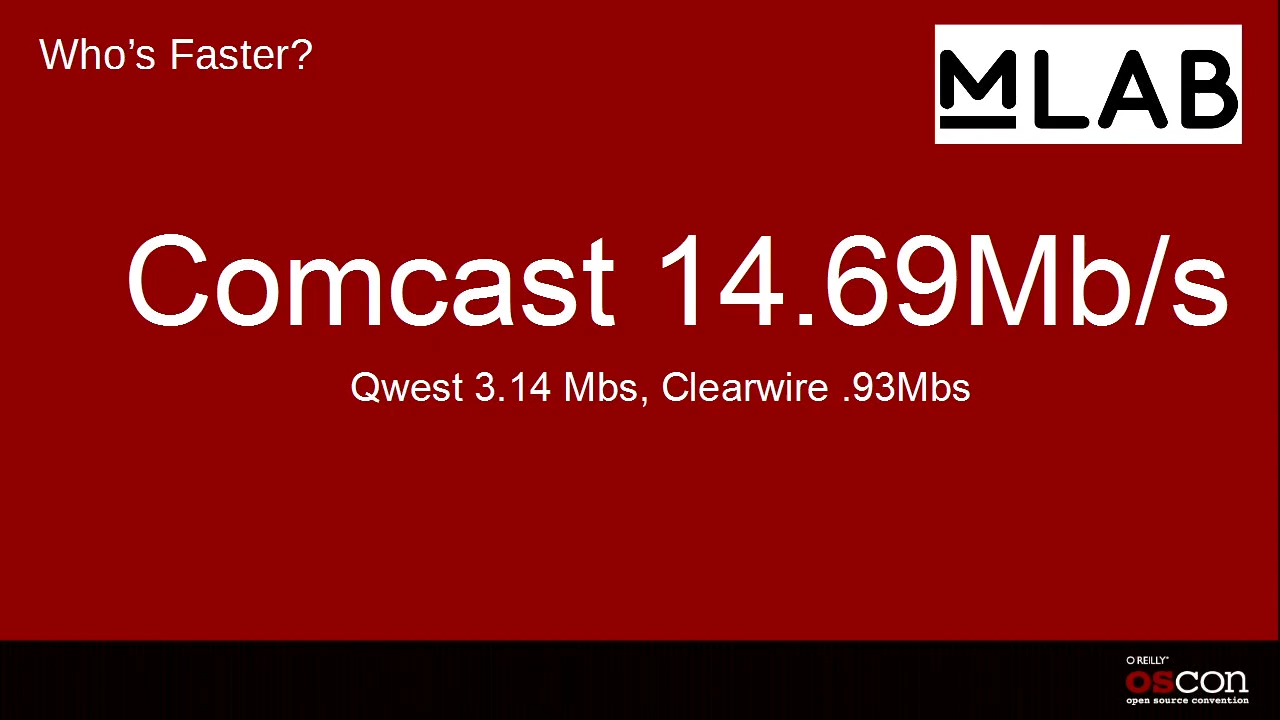 Who’s Faster?
MLAB
Comcast 14.69Mb/s
Qwest 3.14 Mbs, Clearwire .93Mbs
O REILLY®
oscon
open source convention